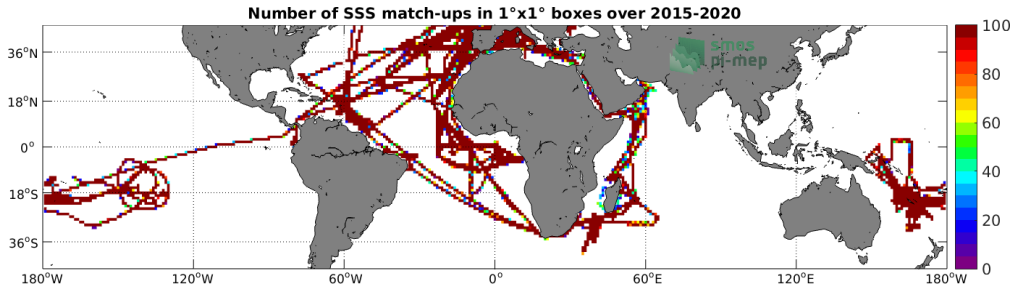 Number of SSS match-ups in 1°x1° boxes over 2015-2020
smos
pi-mep
36°N
18°N
0°
18°S
36°S
180°W
120°W
60°W
0°
60°E
120°E
180°W
100
80
60
40
20
0